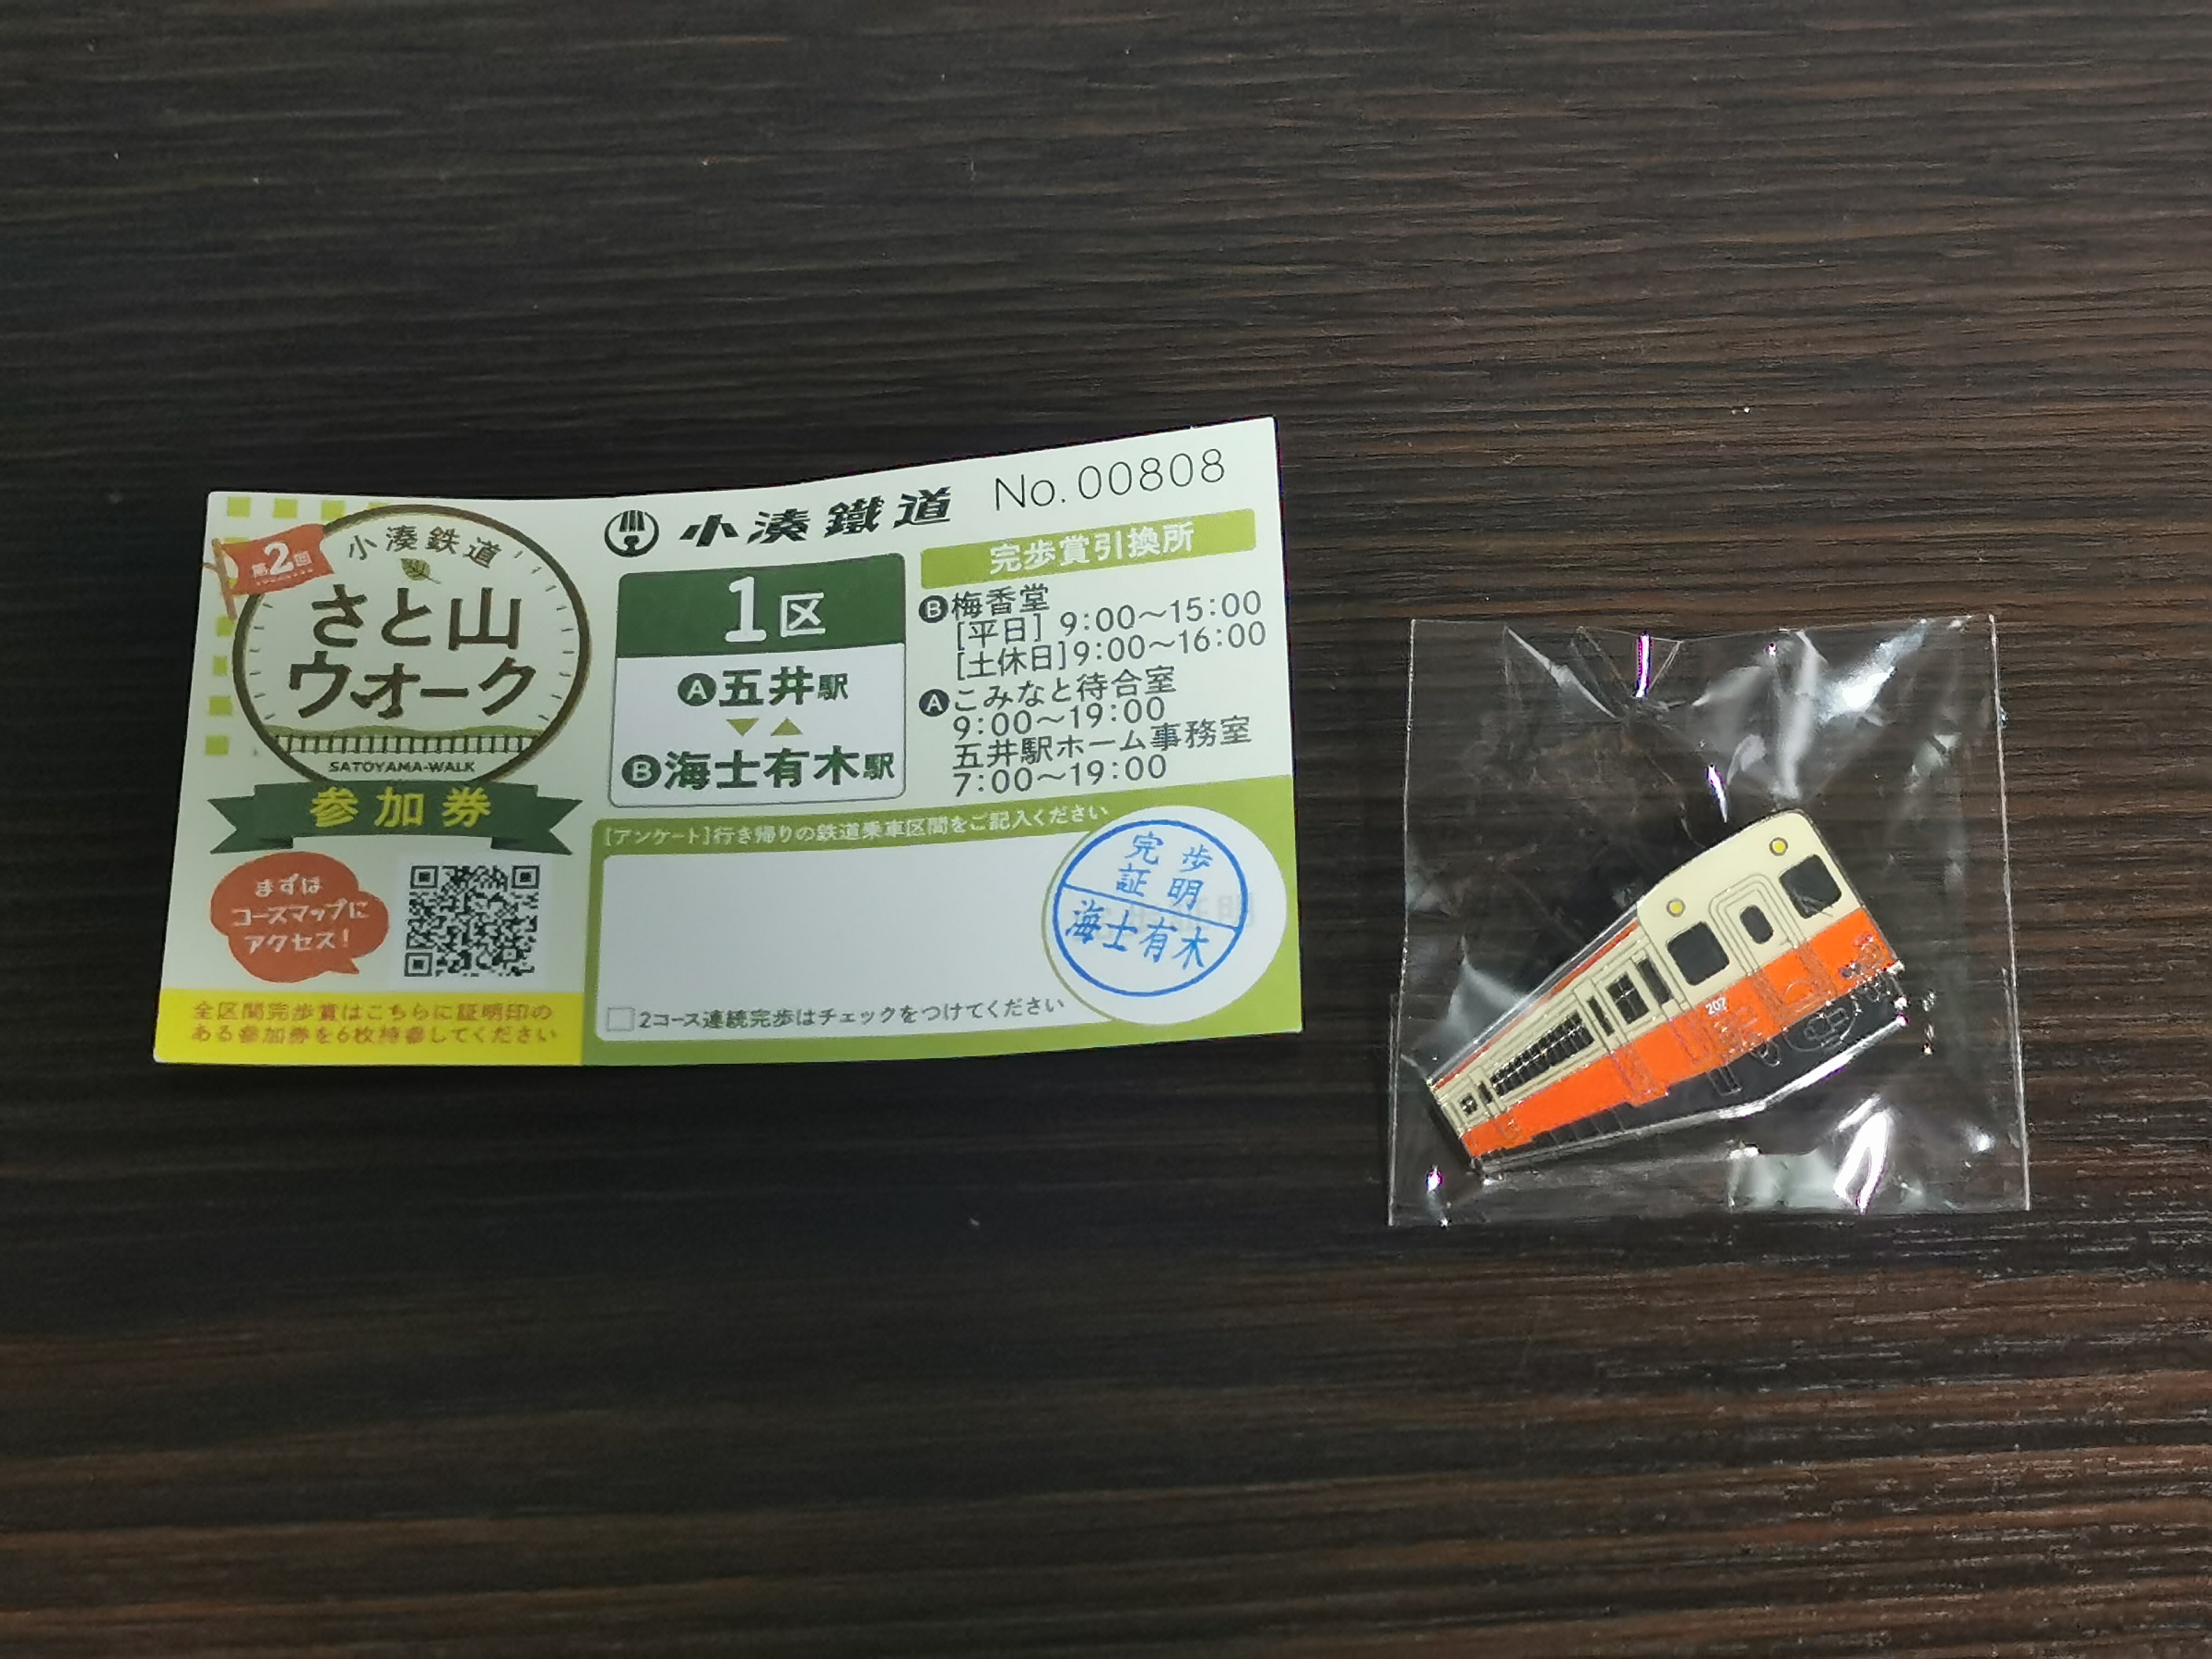 第2回
小湊鉄道
さと山
ウオーク
SATOYAMA-WALK
参加券
まずは
コースマップに
アクセス！
全区間完歩賞はこちらに証明印の
ある参加券を6枚持参してください
小湊鐵道
No.00808
1区
A五井駅
B海士有木駅
完歩賞引換所
B梅香堂
[平日] 9:00～15:00
[土休日]9:00～16:00
Aこみなと待合室
9:00～19:00
五井駅ホーム事務室
7:00～19:00
[アンケート]行き帰りの鉄道乗車区間をご記入ください
2コース連続完歩はチェックをつけてください
完歩
証明
海士有木
207